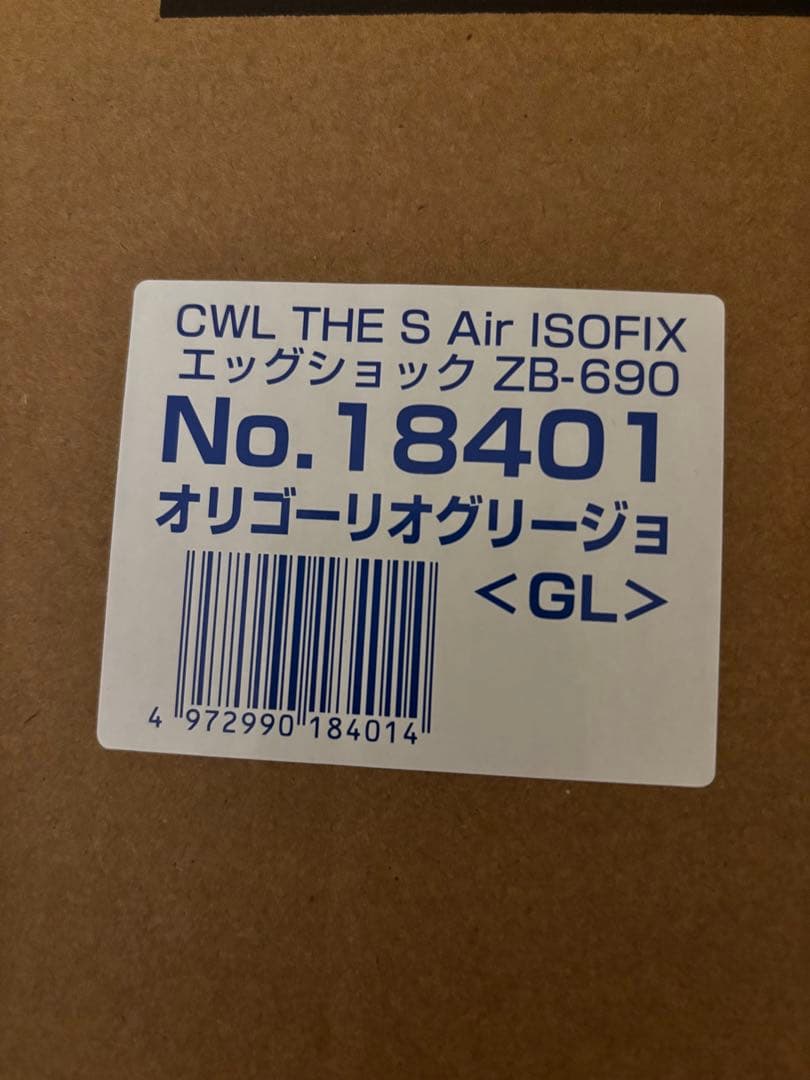 CWL THE S Air ISOFIX
エッグショック ZB-690
No.18401
オリゴーリオグリージョ
<GL>
4 972990 184014